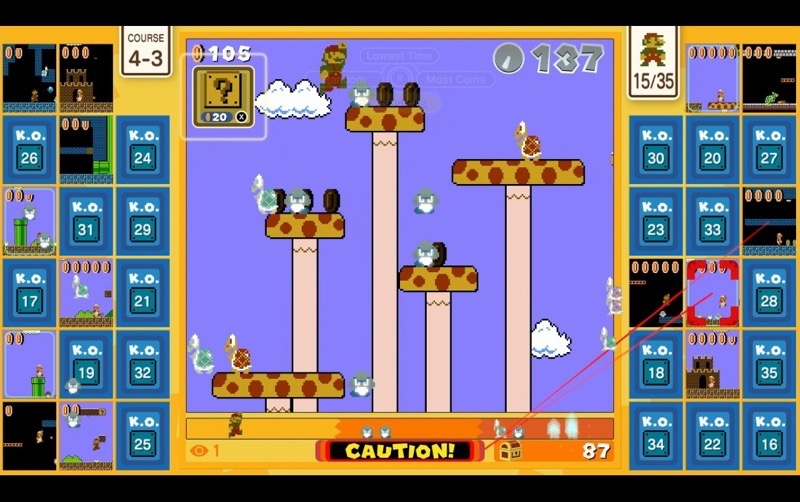 COURSE
4-3
105
?
20 X
Lowest Time
R
Most Coins
137
15/35
K.O.
26
K.O.
24
K.O.
31
K.O.
29
K.O.
17
K.O.
21
K.O.
19
K.O.
32
K.O.
25
K.O.
30
K.O.
20
K.O.
27
K.O.
23
K.O.
33
K.O.
28
K.O.
18
K.O.
35
K.O.
34
K.O.
22
K.O.
16
1
CAUTION!
87